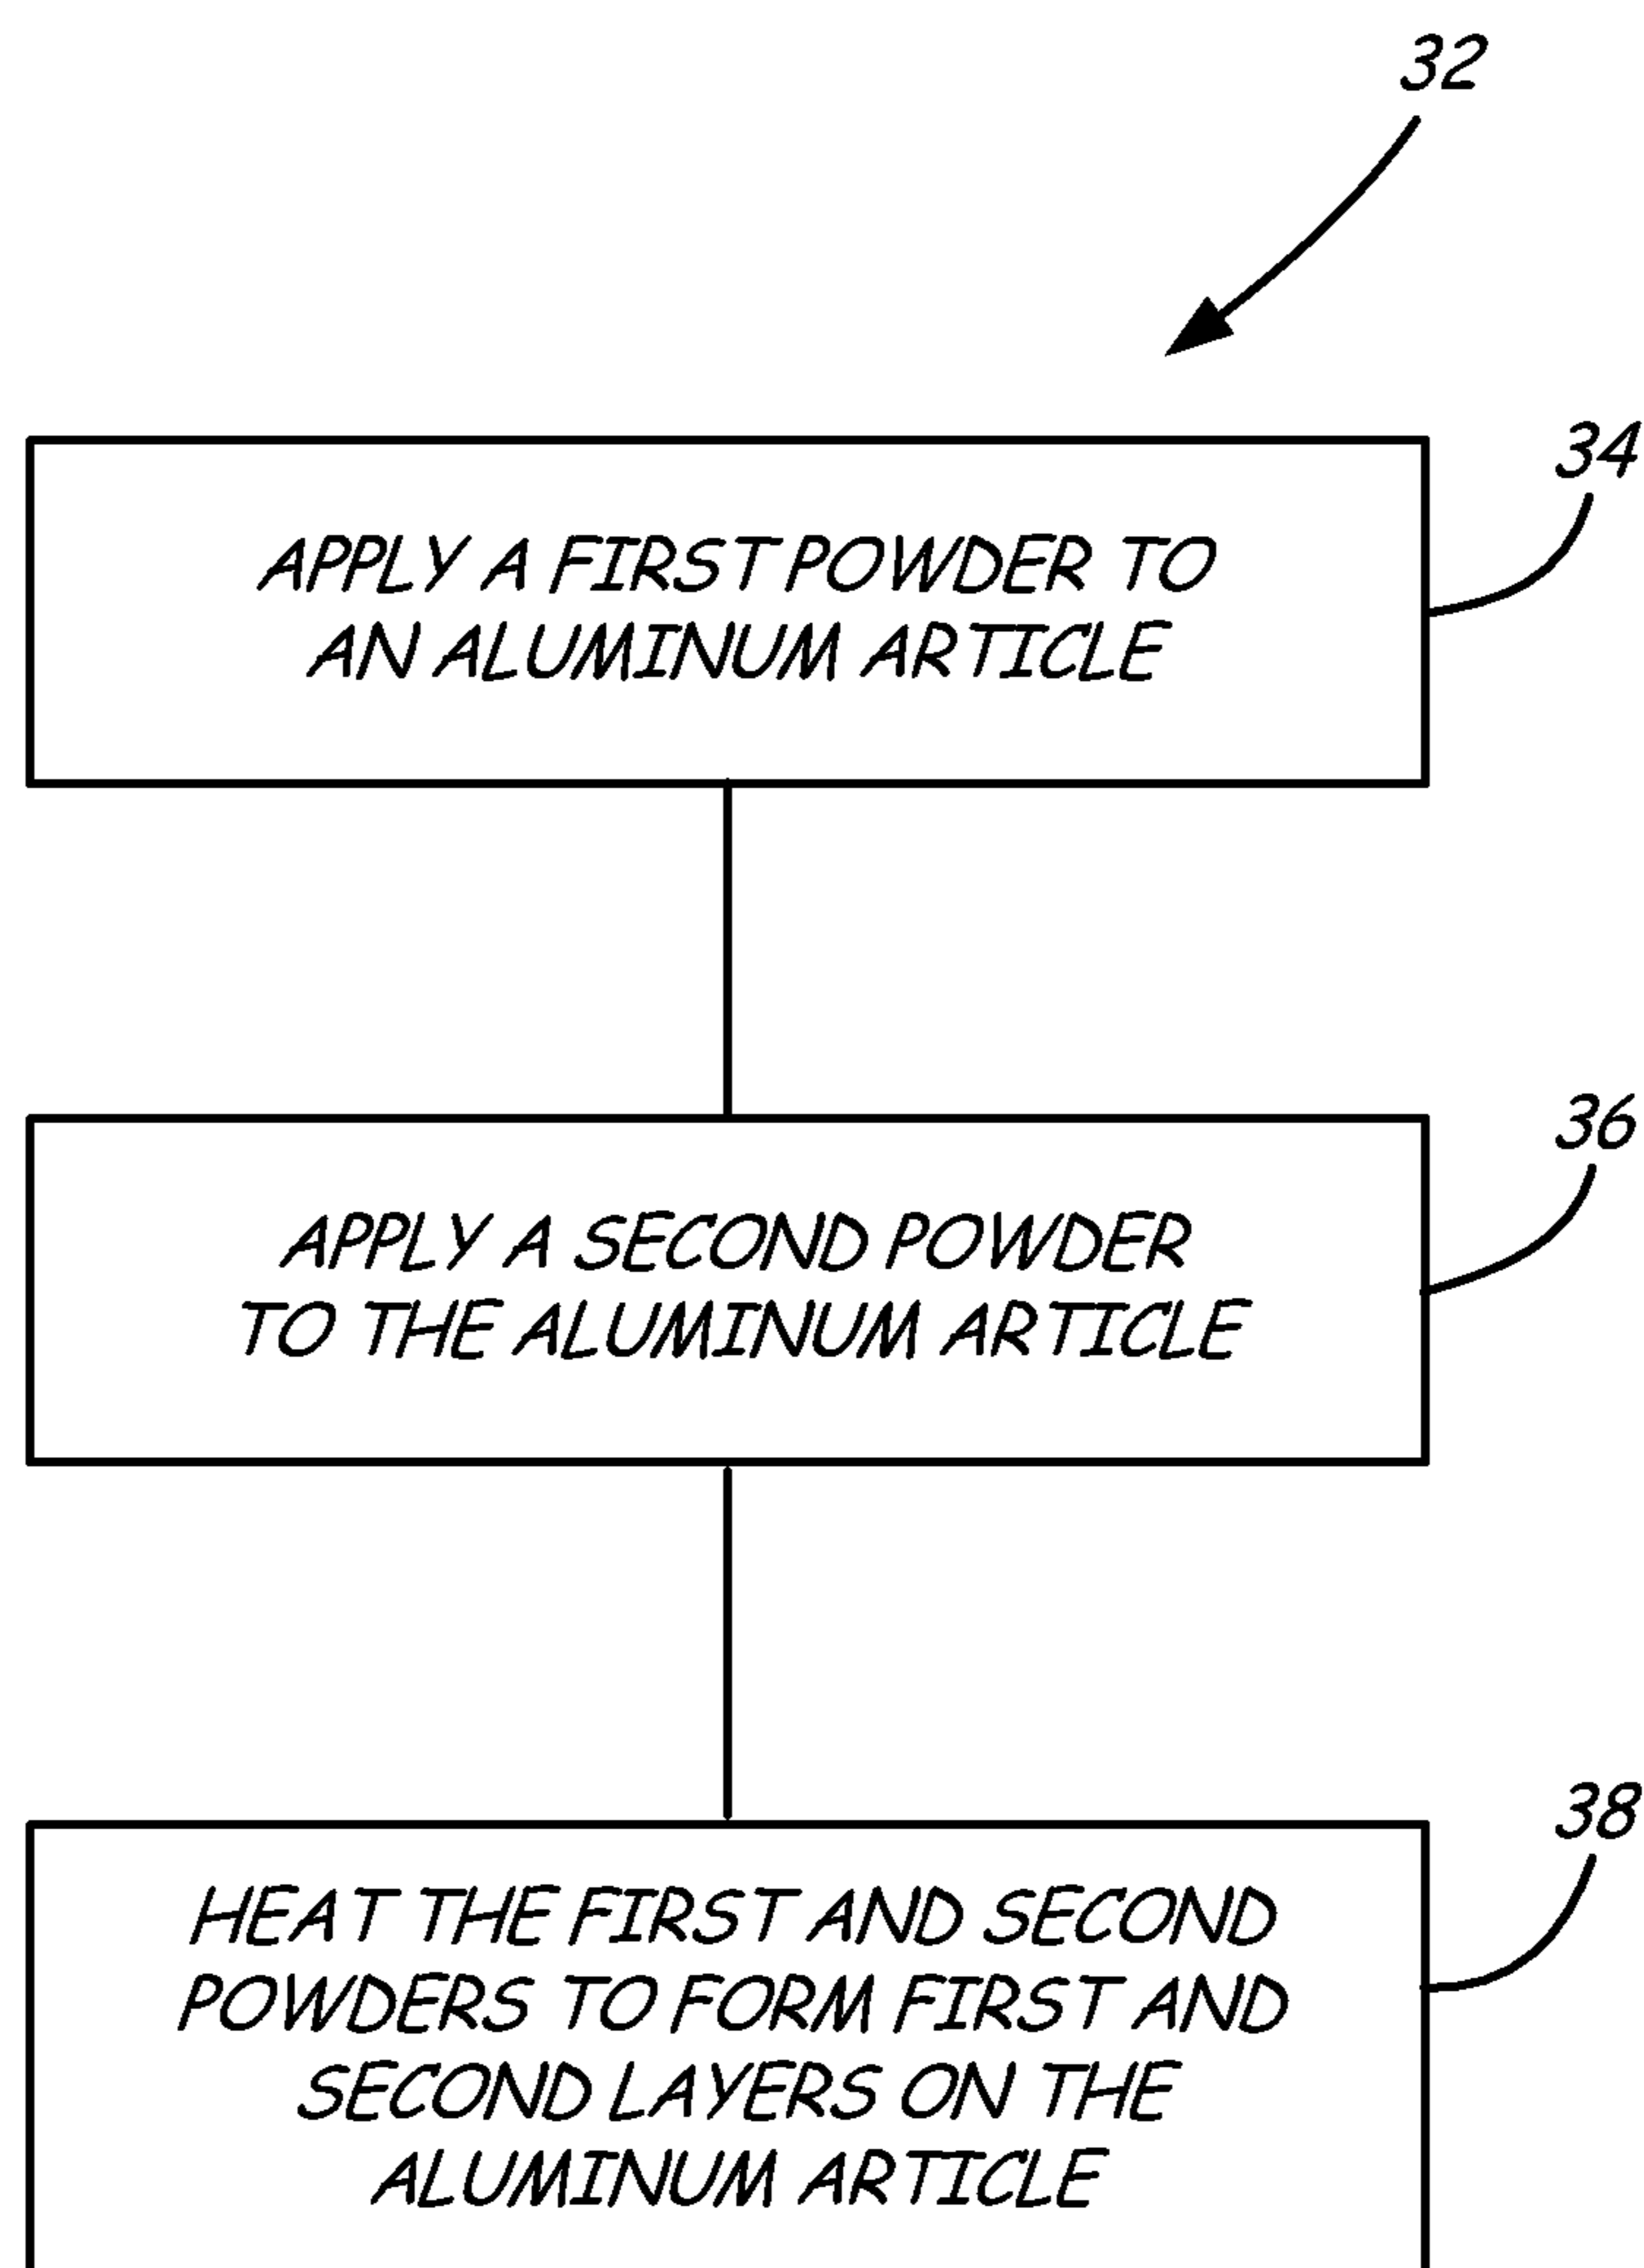 32
34
APPLY A FIRST POWDER TO
AN ALUMINUM ARTICLE
36
APPLY A SECOND POWDER
TO THE ALUMINUM ARTICLE
38
HEAT THE FIRST AND SECOND
POWDERS TO FORM FIRST AND
SECOND LAYERS ON THE
ALUMINUM ARTICLE